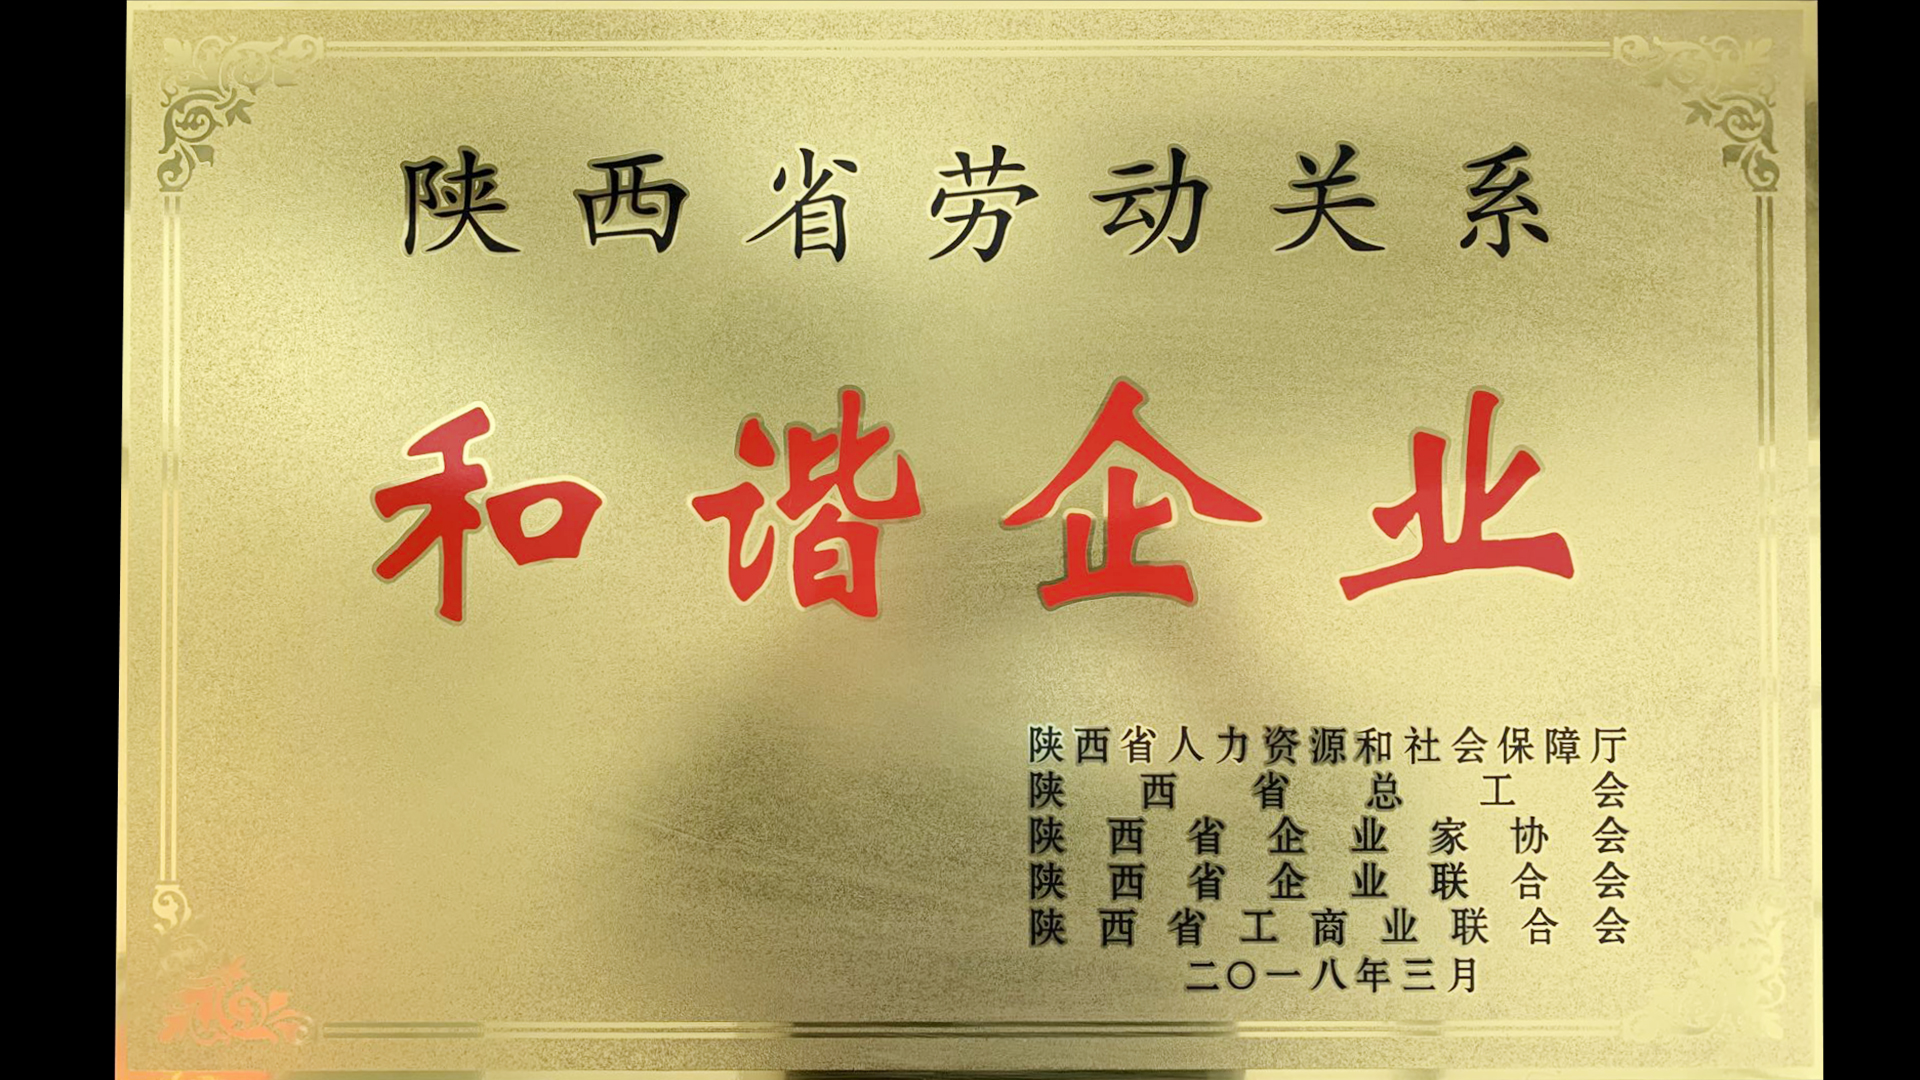 陕西省劳动关系
和谐企业
陕西省人力资源和社会保障厅
陕西省总工会
陕西省企业家协会
陕西省企业联合会
陕西省工商业联合会
二〇一八年三月